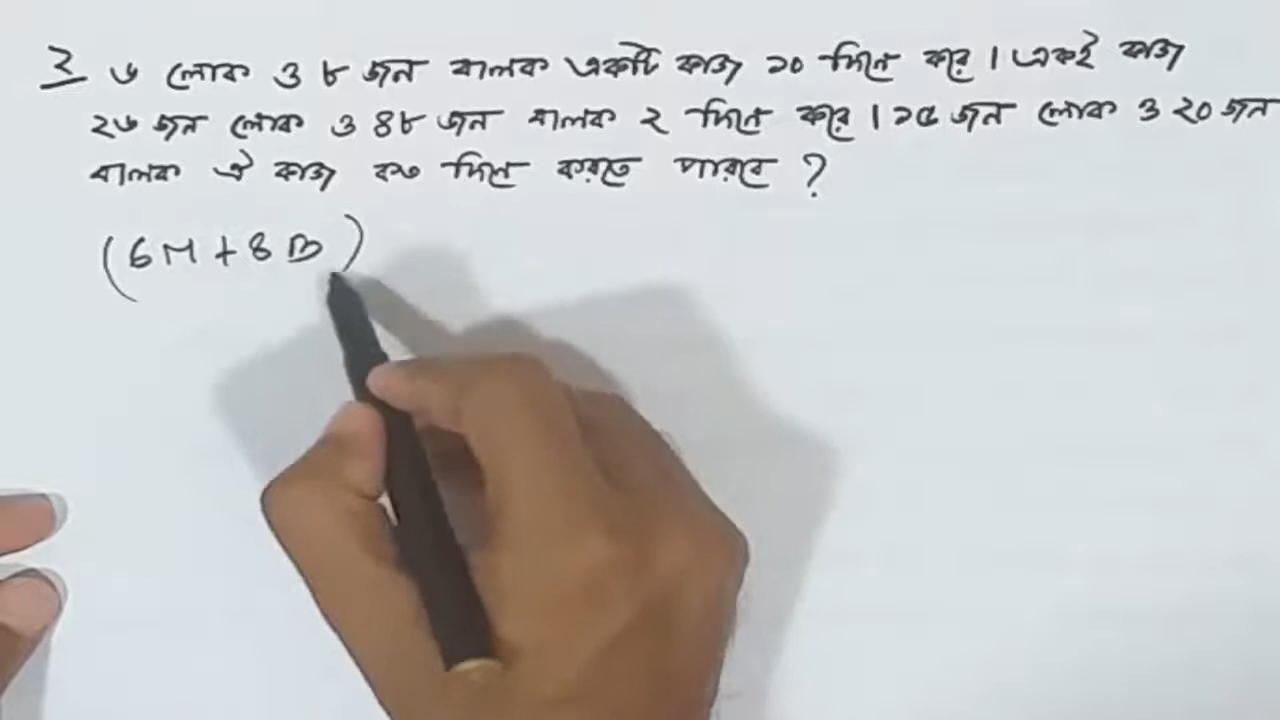 ২ ৬ লোক ও ৮ জন বালক একটি কাজ ১০ দিনে করে । একই কাজ
২৬ জন লোক ও ৪৮ জন বালক ২ দিনে করে । ১৫ জন লোক ও ২০ জন
বালক ঐ কাজ কত দিনে করতে পারবে ?
(6M+8B)